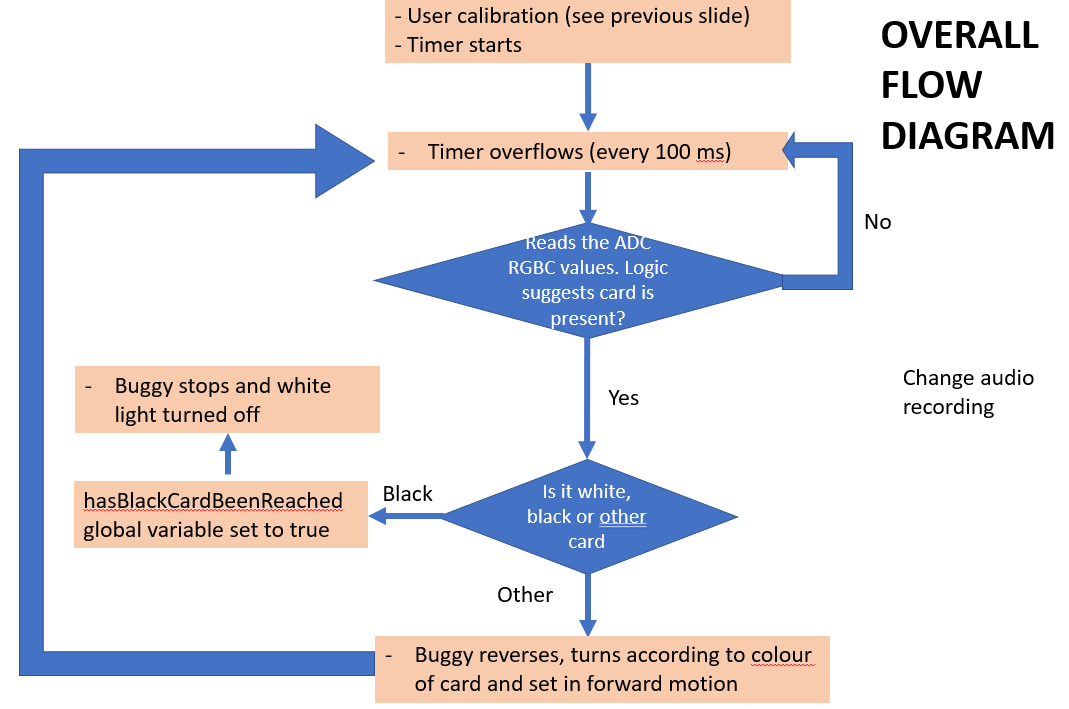 - User calibration (see previous slide)
- Timer starts
OVERALL
FLOW
DIAGRAM
- Timer overflows (every 100 ms)
No
Reads the ADC
RGBC values. Logic
suggests card is
present?
Change audio
recording
Yes
- Buggy stops and white
light turned off
hasBlackCardBeenReached
global variable set to true
Black
Is it white,
black or other
card
Other
- Buggy reverses, turns according to colour
of card and set in forward motion